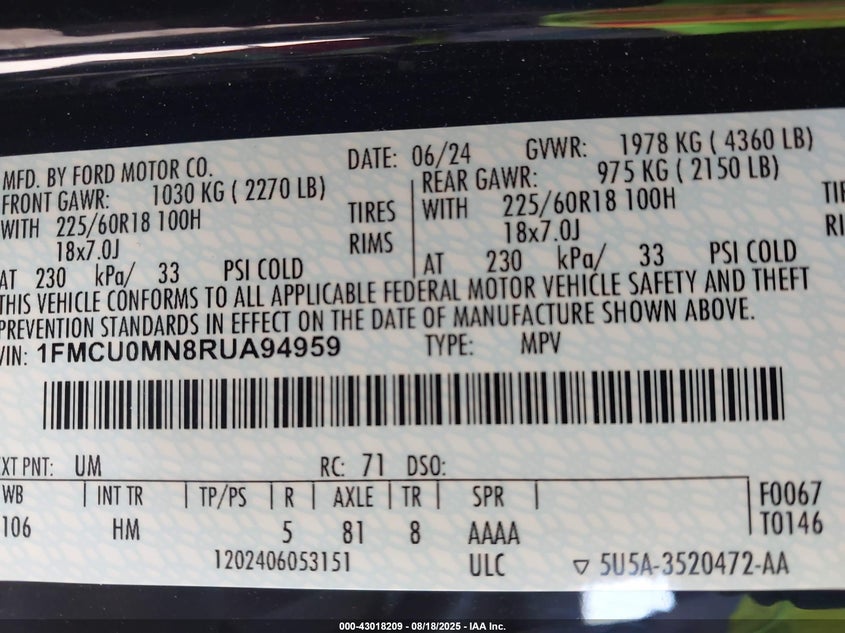 MFD. BY FORD MOTOR CO. DATE: 06/24 GVWR: 1978 KG ( 4360 LB)
FRONT GAWR: 1030 KG ( 2270 LB) REAR GAWR: 975 KG ( 2150 LB)
WITH 225/60R18 100H TIRES WITH 225/60R18 100H
18x7.0J RIMS 18x7.0J
AT 230 kPa/ 33 PSI COLD AT 230 kPa/ 33 PSI COLD
THIS VEHICLE CONFORMS TO ALL APPLICABLE FEDERAL MOTOR VEHICLE SAFETY AND THEFT
PREVENTION STANDARDS IN EFFECT ON THE DATE OF MANUFACTURE SHOWN ABOVE.
VIN: 1FMCU0MN8RUA94959 TYPE: MPV
EXT PNT: UM RC: 71 DSO:
WB INT TR TP/PS R AXLE TR SPR F0067
106 HM 5 81 8 AAAA T0146
1202406053151 ULC ▽ 5U5A-3520472-AA
000-43018209 - 08/18/2025 - IAA Inc.